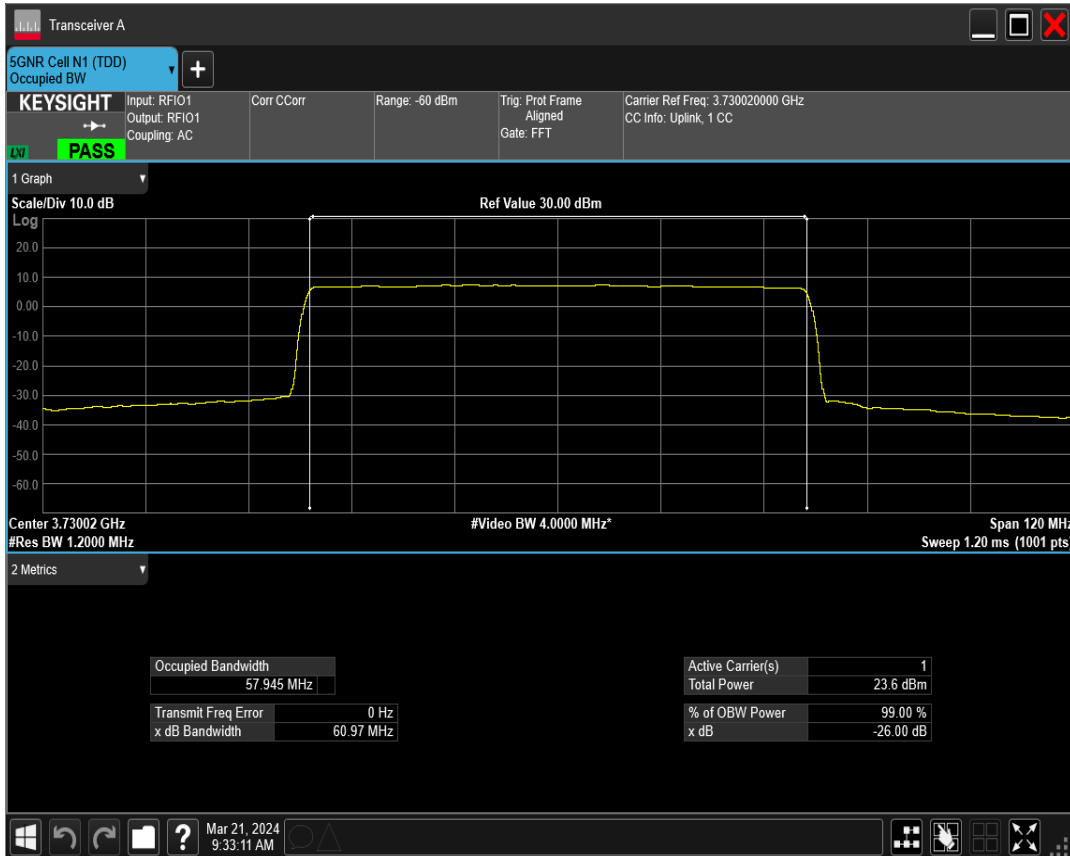 Transceiver A
5GNR Cell N1 (TDD)
Occupied BW
+
KEYSIGHT
LXI
PASS
Input: RFIO1
Output: RFIO1
Coupling: AC
Corr CCorr
Range: -60 dBm
Trig: Prot Frame
Aligned
Gate: FFT
Carrier Ref Freq: 3.730020000 GHz
CC Info: Uplink, 1 CC
1 Graph
Scale/Div 10.0 dB
Ref Value 30.00 dBm
Log
20.0
10.0
0.00
-10.0
-20.0
-30.0
-40.0
-50.0
-60.0
Center 3.73002 GHz
#Video BW 4.0000 MHz*
Span 120 MHz
#Res BW 1.2000 MHz
Sweep 1.20 ms (1001 pts)
2 Metrics
Occupied Bandwidth
57.945 MHz
Transmit Freq Error 0 Hz
x dB Bandwidth 60.97 MHz
Active Carrier(s) 1
Total Power 23.6 dBm
% of OBW Power 99.00 %
x dB -26.00 dB
?
Mar 21, 2024
9:33:11 AM